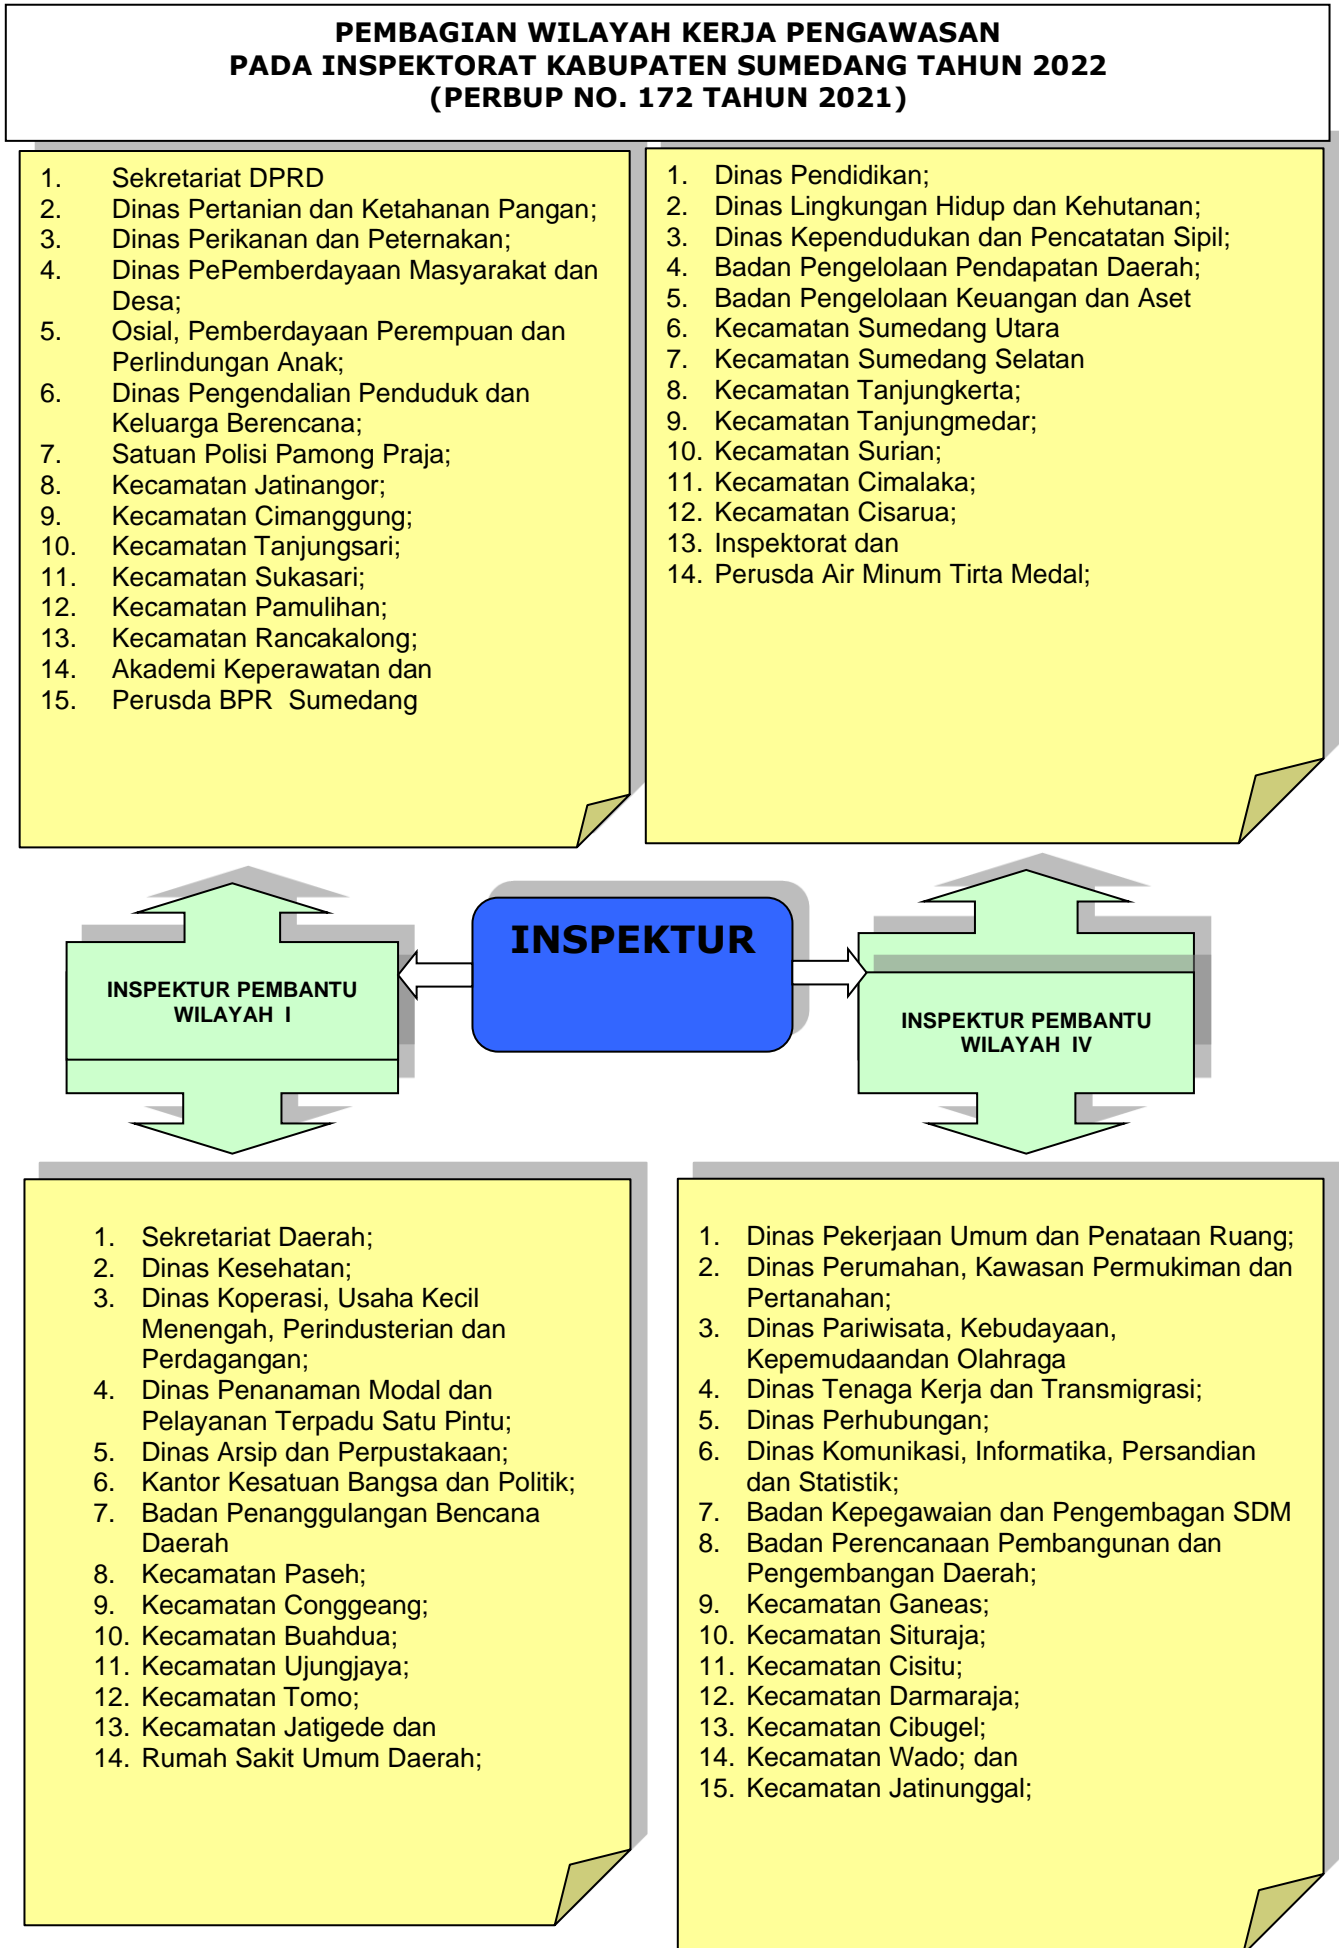 PEMBAGIAN WILAYAH KERJA PENGAWASAN
PADA INSPEKTORAT KABUPATEN SUMEDANG TAHUN 2022
(PERBUP NO. 172 TAHUN 2021)
1. Sekretariat DPRD
2. Dinas Pertanian dan Ketahanan Pangan;
3. Dinas Perikanan dan Peternakan;
4. Dinas PePemberdayaan Masyarakat dan
Desa;
5. Osial, Pemberdayaan Perempuan dan
Perlindungan Anak;
6. Dinas Pengendalian Penduduk dan
Keluarga Berencana;
7. Satuan Polisi Pamong Praja;
8. Kecamatan Jatinangor;
9. Kecamatan Cimanggung;
10. Kecamatan Tanjungsari;
11. Kecamatan Sukasari;
12. Kecamatan Pamulihan;
13. Kecamatan Rancakalong;
14. Akademi Keperawatan dan
15. Perusda BPR Sumedang
1. Dinas Pendidikan;
2. Dinas Lingkungan Hidup dan Kehutanan;
3. Dinas Kependudukan dan Pencatatan Sipil;
4. Badan Pengelolaan Pendapatan Daerah;
5. Badan Pengelolaan Keuangan dan Aset
6. Kecamatan Sumedang Utara
7. Kecamatan Sumedang Selatan
8. Kecamatan Tanjungkerta;
9. Kecamatan Tanjungmedar;
10. Kecamatan Surian;
11. Kecamatan Cimalaka;
12. Kecamatan Cisarua;
13. Inspektorat dan
14. Perusda Air Minum Tirta Medal;
INSPEKTUR PEMBANTU
WILAYAH I
INSPEKTUR
INSPEKTUR PEMBANTU
WILAYAH IV
1. Sekretariat Daerah;
2. Dinas Kesehatan;
3. Dinas Koperasi, Usaha Kecil
Menengah, Perindusterian dan
Perdagangan;
4. Dinas Penanaman Modal dan
Pelayanan Terpadu Satu Pintu;
5. Dinas Arsip dan Perpustakaan;
6. Kantor Kesatuan Bangsa dan Politik;
7. Badan Penanggulangan Bencana
Daerah
8. Kecamatan Paseh;
9. Kecamatan Conggeang;
10. Kecamatan Buahdua;
11. Kecamatan Ujungjaya;
12. Kecamatan Tomo;
13. Kecamatan Jatigede dan
14. Rumah Sakit Umum Daerah;
1. Dinas Pekerjaan Umum dan Penataan Ruang;
2. Dinas Perumahan, Kawasan Permukiman dan
Pertanahan;
3. Dinas Pariwisata, Kebudayaan,
Kepemudaandan Olahraga
4. Dinas Tenaga Kerja dan Transmigrasi;
5. Dinas Perhubungan;
6. Dinas Komunikasi, Informatika, Persandian
dan Statistik;
7. Badan Kepegawaian dan Pengembagan SDM
8. Badan Perencanaan Pembangunan dan
Pengembangan Daerah;
9. Kecamatan Ganeas;
10. Kecamatan Situraja;
11. Kecamatan Cisitu;
12. Kecamatan Darmaraja;
13. Kecamatan Cibugel;
14. Kecamatan Wado; dan
15. Kecamatan Jatinunggal;